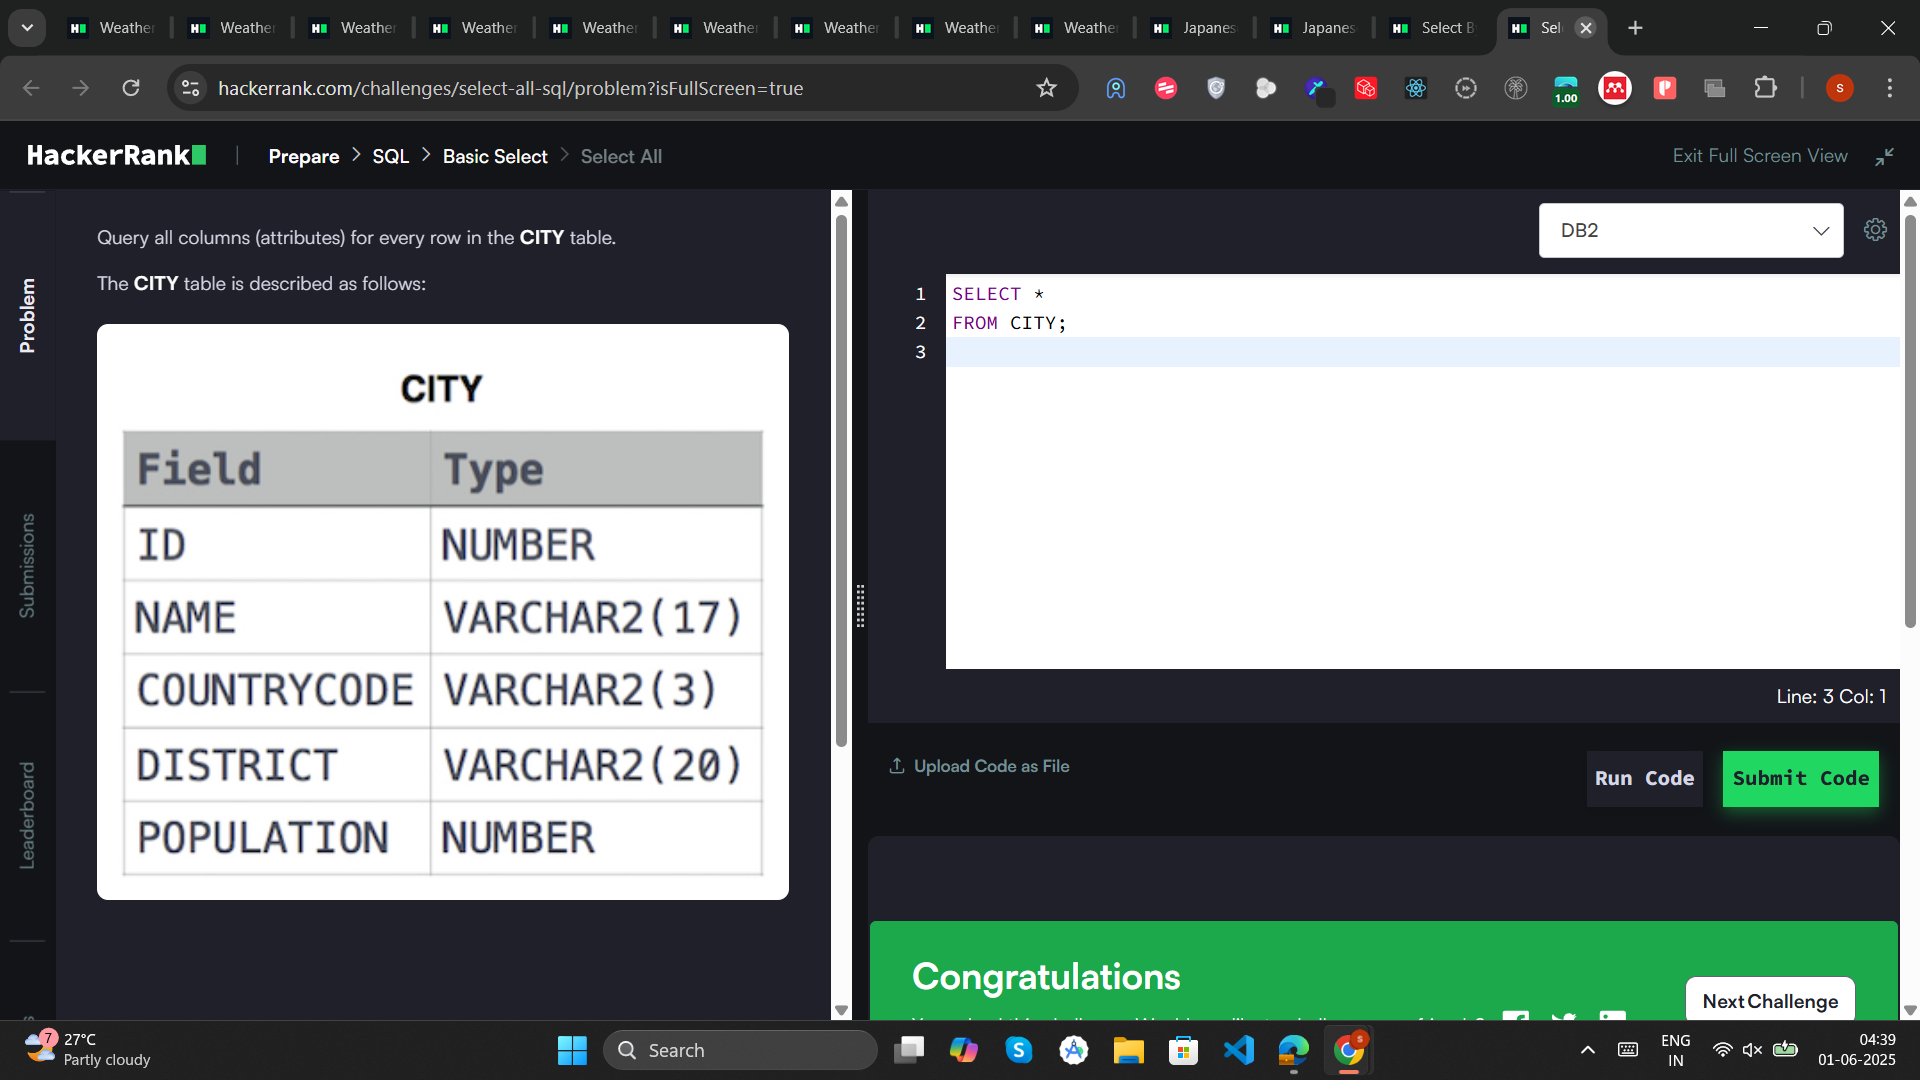 Weather
Weather
Weather
Weather
Weather
Weather
Weather
Weather
Weather
Japanes
Japanes
Select B
Sel
hackerrank.com/challenges/select-all-sql/problem?isFullScreen=true
1.00
S
HackerRank
Prepare > SQL > Basic Select > Select All
Exit Full Screen View
Problem
Submissions
Leaderboard
Query all columns (attributes) for every row in the CITY table.
The CITY table is described as follows:
CITY
Field Type
ID NUMBER
NAME VARCHAR2(17)
COUNTRYCODE VARCHAR2(3)
DISTRICT VARCHAR2(20)
POPULATION NUMBER
DB2
1 SELECT *
2 FROM CITY;
3
Line: 3 Col: 1
Upload Code as File
Run Code
Submit Code
Congratulations
Next Challenge
7
27°C
Partly cloudy
Search
S
ENG
IN
04:39
01-06-2025